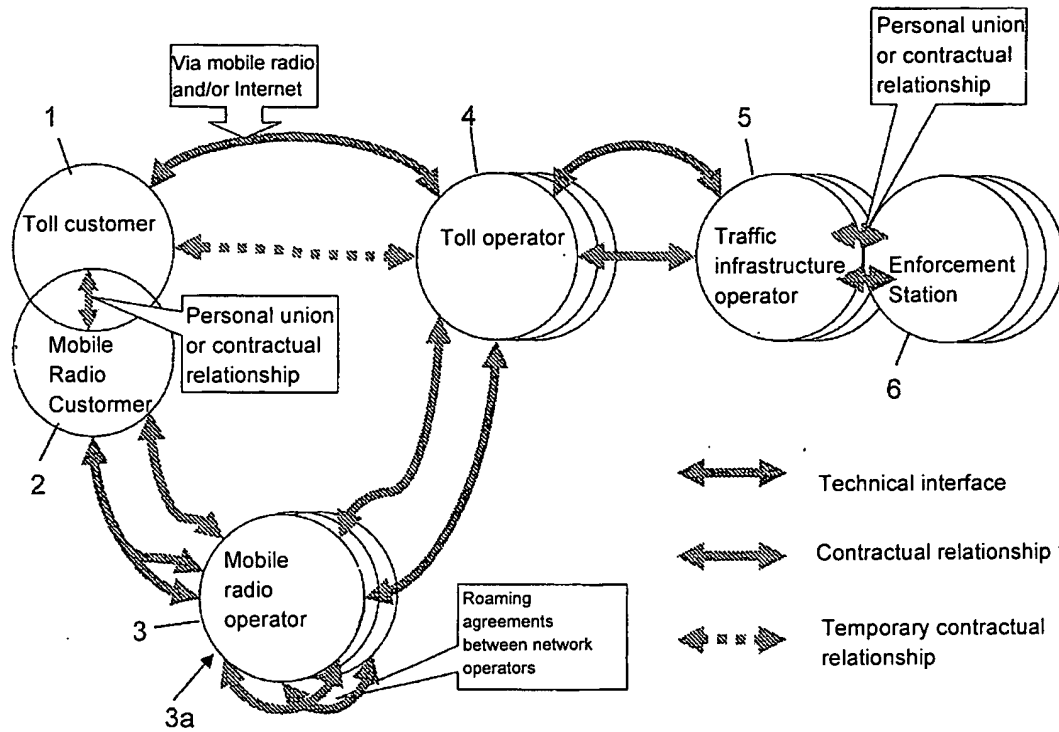 Personal union
or contractual
relationship
Via mobile radio
and/or Internet
1
4
5
Toll customer
Toll operator
Traffic
infrastructure
operator
Enforcement
Station
Personal union
or contractual
relationship
Mobile
Radio
Custormer
2
6
Technical interface
Mobile
radio
operator
Contractual relationship
3
Roaming
agreements
between network
operators
3a
Temporary contractual
relationship